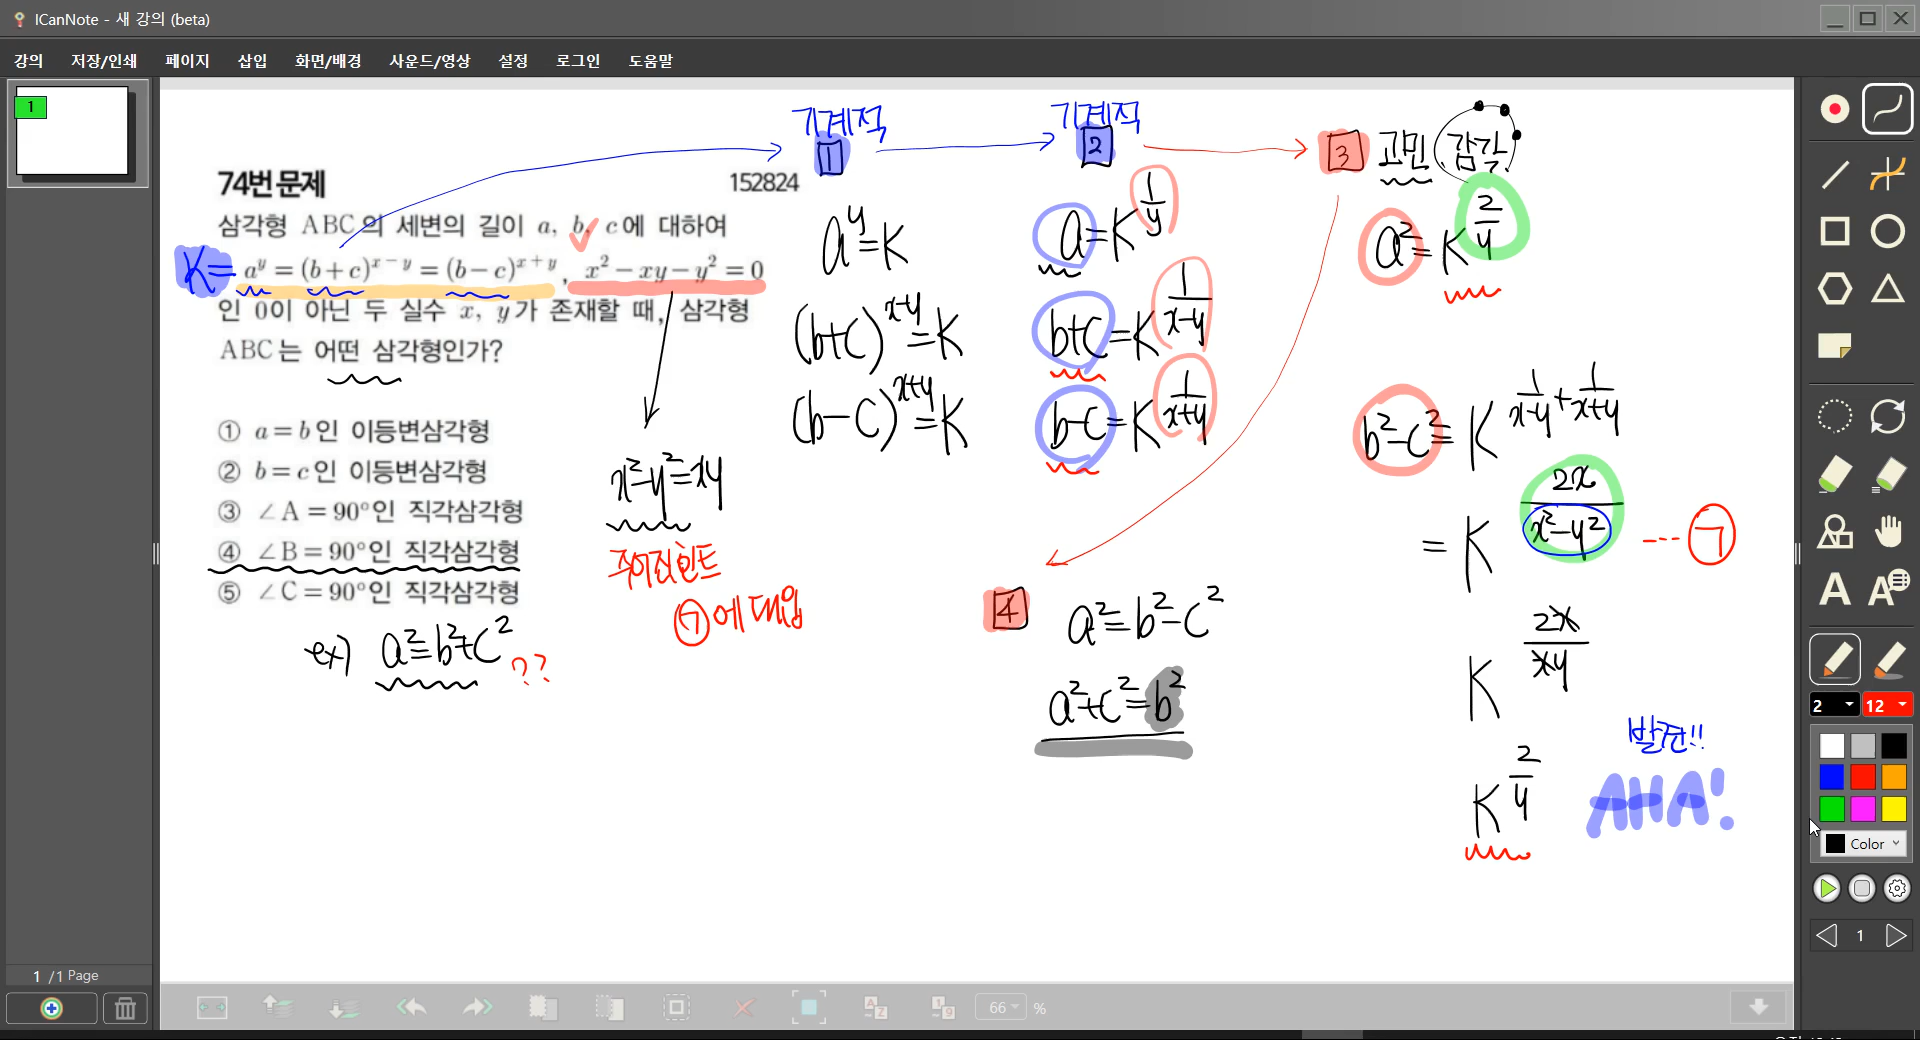 ICanNote - 새 강의 (beta)
강의 저장/인쇄 페이지 삽입 화면/배경 사운드/영상 설정 로그인 도움말
1
74번 문제 152824
삼각형 ABC의 세변의 길이 a, b, c에 대하여
K= a^y = (b+c)^{x-y} = (b-c)^{x+y}, x² - xy - y² = 0
인 0이 아닌 두 실수 x, y가 존재할 때, 삼각형
ABC는 어떤 삼각형인가?
① a = b인 이등변삼각형
② b = c인 이등변삼각형
③ ∠A = 90°인 직각삼각형
④ ∠B = 90°인 직각삼각형
⑤ ∠C = 90°인 직각삼각형
ex) a² = b² + c² ??
x² - y² = xy
주어진힌트
㉠에 대입
기계적
1
a^y = K
(b+c)^{x-y} = K
(b-c)^{x+y} = K
기계적
2
a = K^{1/y}
b+c = K^{1/(x-y)}
b-c = K^{1/(x+y)}
3 고민 감각
a² = K^{2/y}
b²-c² = K^{1/(x-y) + 1/(x+y)}
= K^{2x/(x²-y²)} ---- ㉠
K^{2x/xy}
K^{2/y}
발견!!
AHA!
4 a² = b² - c²
a² + c² = b²
2 12
Color
1
1 / 1 Page
66 %